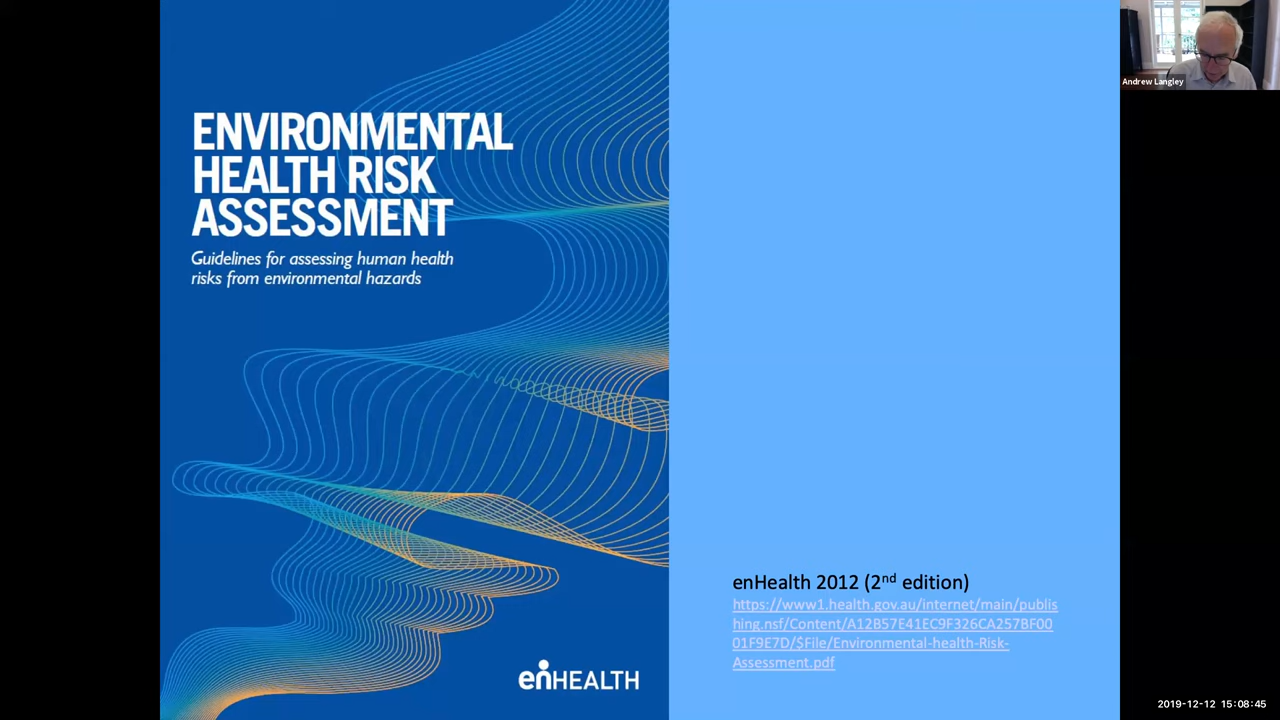 ENVIRONMENTAL
HEALTH RISK
ASSESSMENT
Guidelines for assessing human health
risks from environmental hazards
enHEALTH
enHealth 2012 (2nd edition)
https://www1.health.gov.au/internet/main/publis
hing.nsf/Content/A12B57E41EC9F326CA257BF00
01F9E7D/$File/Environmental-health-Risk-
Assessment.pdf
Andrew Langley
2019-12-12 15:08:45